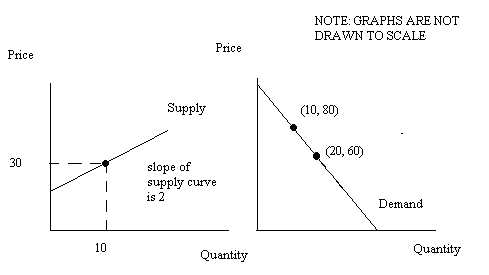 NOTE: GRAPHS ARE NOT
DRAWN TO SCALE
Price
Supply
30
slope of
supply curve
is 2
10
Quantity
Price
(10, 80)
(20, 60)
Demand
Quantity